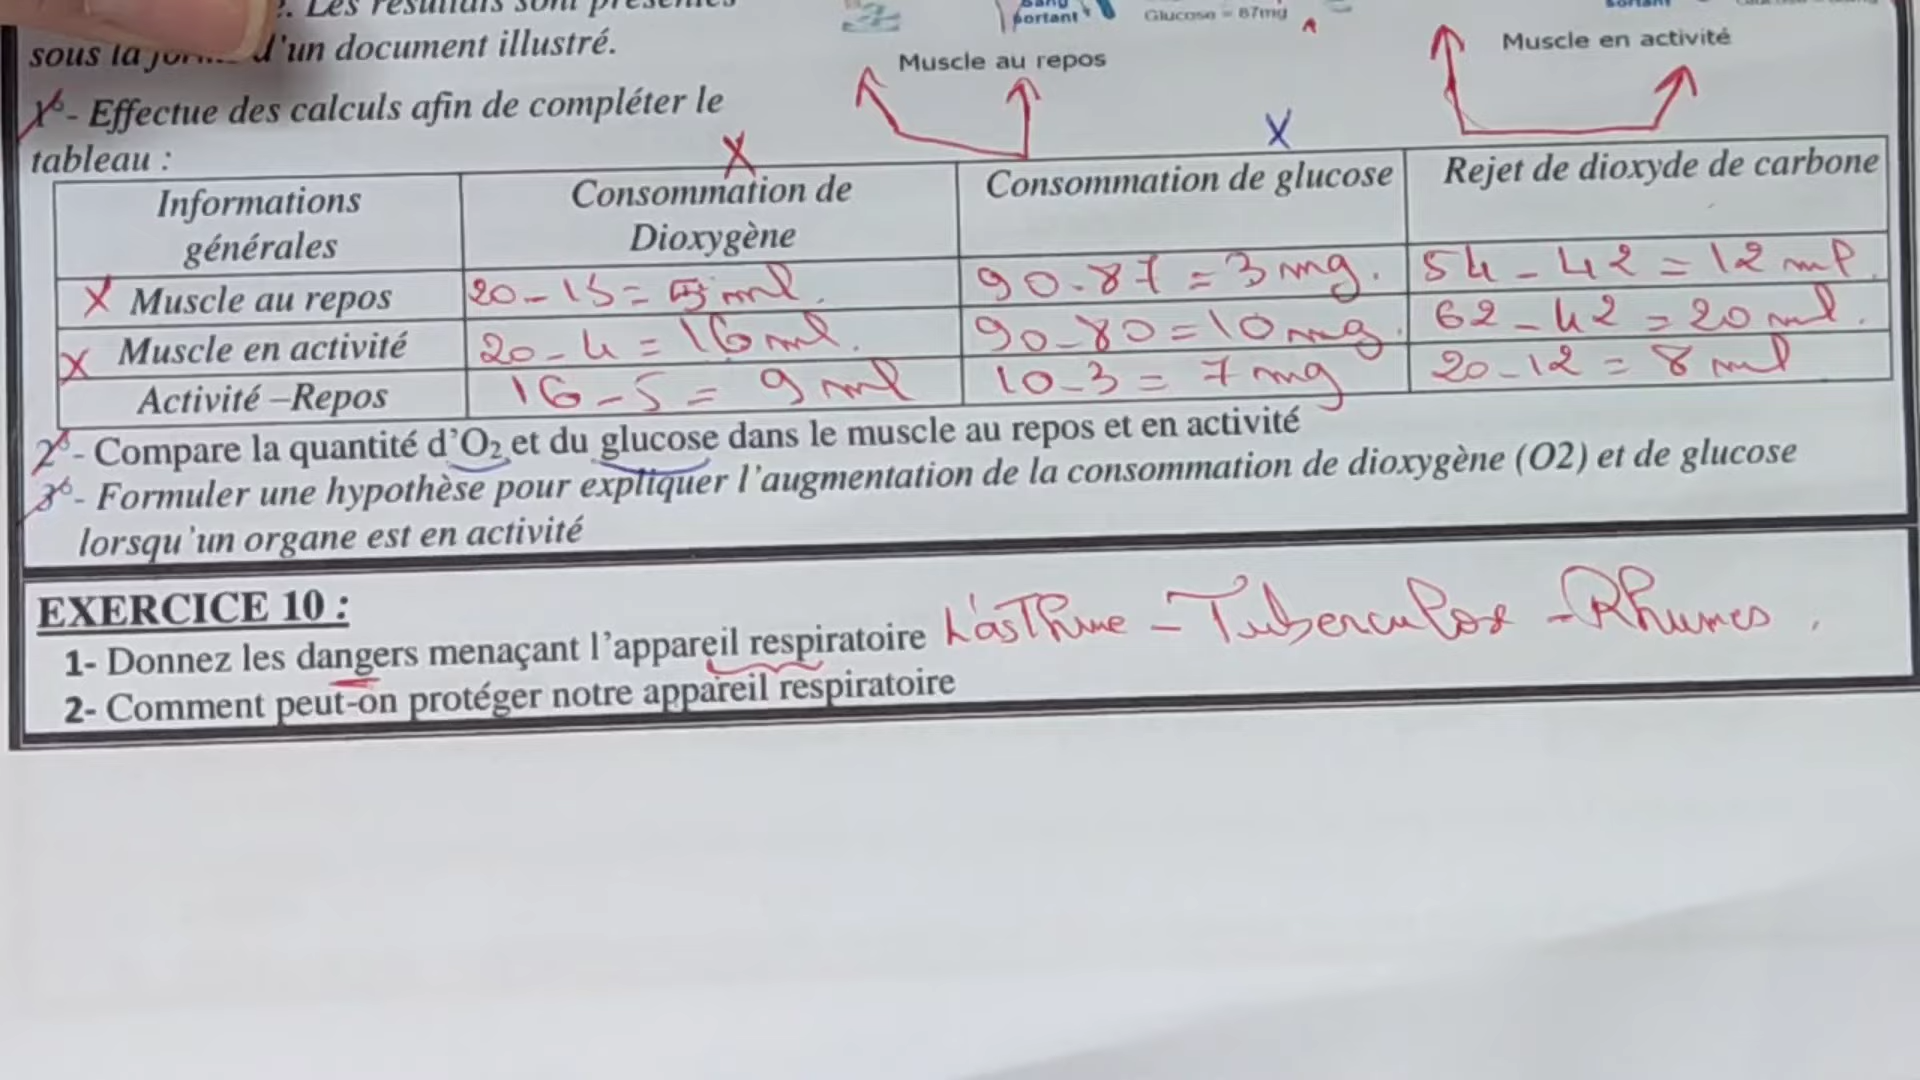 Les résultats sont présentés
sous la d'un document illustré.
portant
Glucose = 87mg
Muscle au repos
Muscle en activité
1°- Effectue des calculs afin de compléter le
tableau :
X X
Informations générales | Consommation de Dioxygène | Consommation de glucose | Rejet de dioxyde de carbone
X Muscle au repos | 20-15=5 ml. | 90-87=3 mg. | 54-42=12 ml.
X Muscle en activité | 20-4=16 ml. | 90-80=10 mg. | 62-42=20 ml.
Activité –Repos | 16-5= 9 ml | 10-3= 7 mg | 20-12= 8 ml
2°- Compare la quantité d'O2 et du glucose dans le muscle au repos et en activité
3°- Formuler une hypothèse pour expliquer l'augmentation de la consommation de dioxygène (O2) et de glucose
lorsqu'un organe est en activité
EXERCICE 10 :
1- Donnez les dangers menaçant l'appareil respiratoire L'asthme - Tuberculose - Rhumes .
2- Comment peut-on protéger notre appareil respiratoire